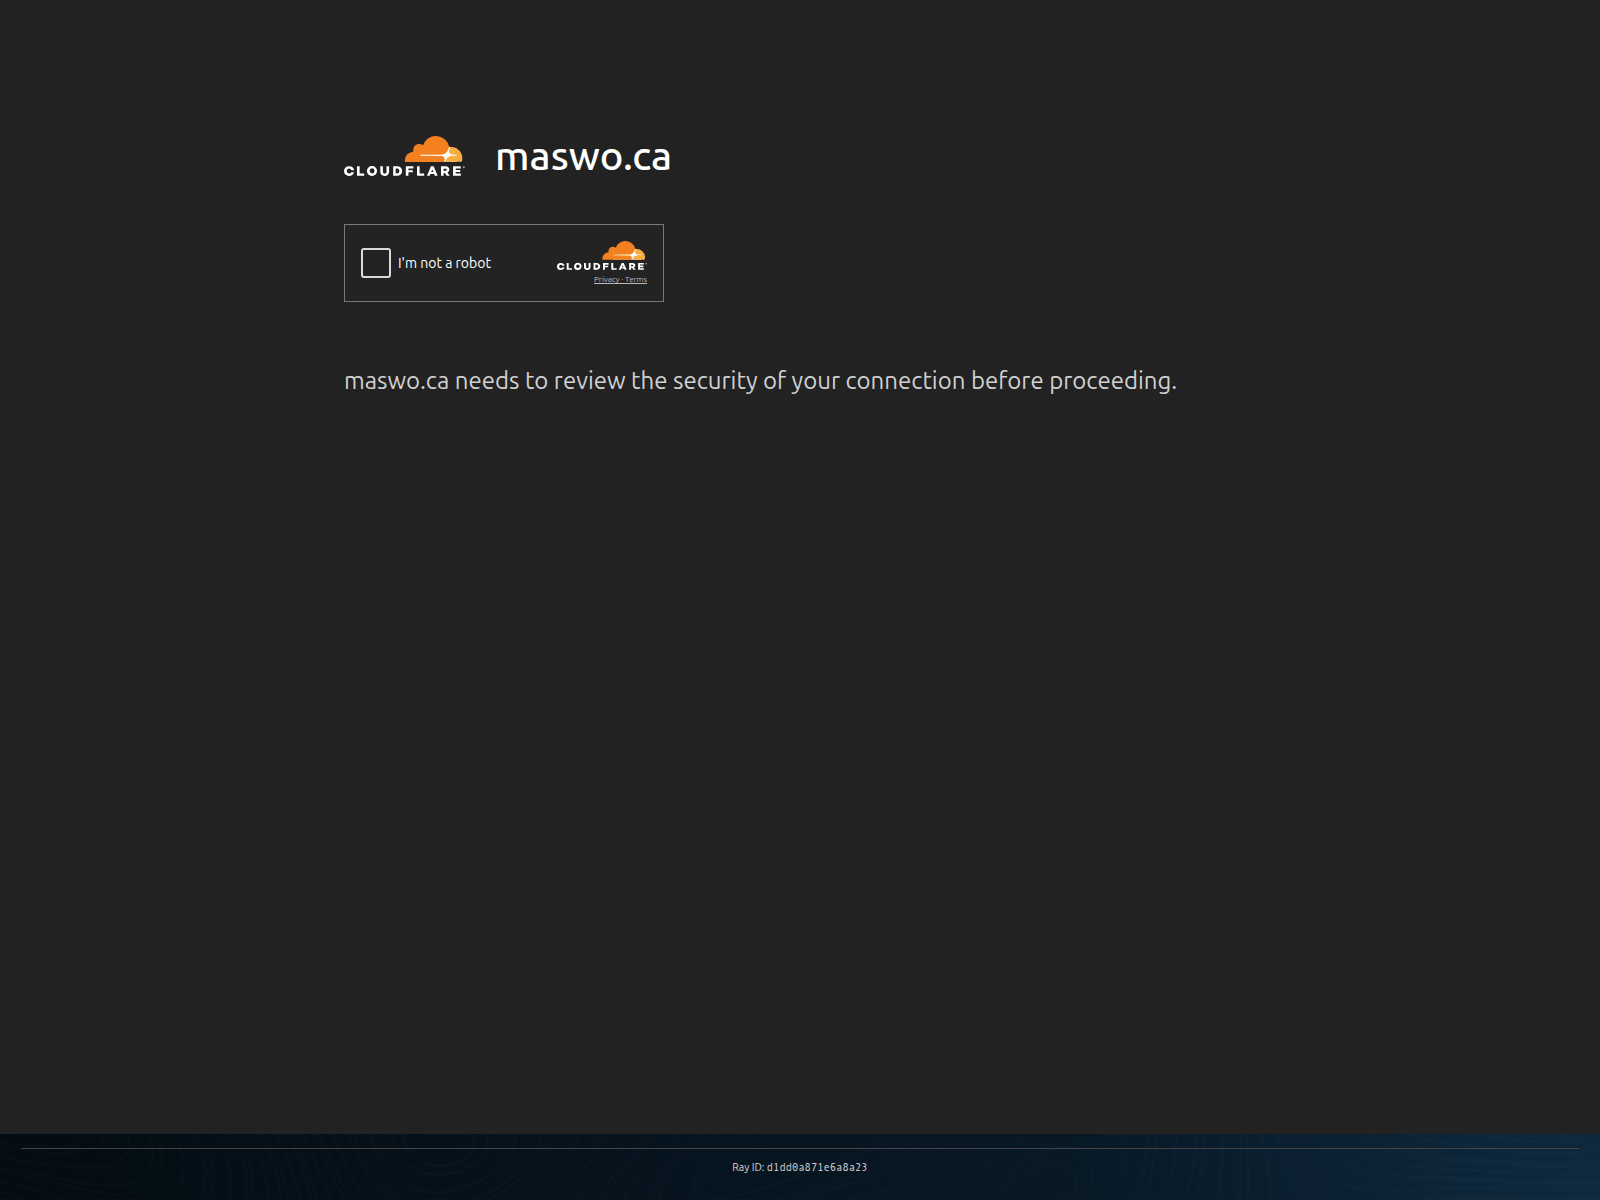 CLOUDFLARE
maswo.ca
I'm not a robot
CLOUDFLARE
Privacy · Terms
maswo.ca needs to review the security of your connection before proceeding.
Ray ID: d1dd0a871e6a8a23